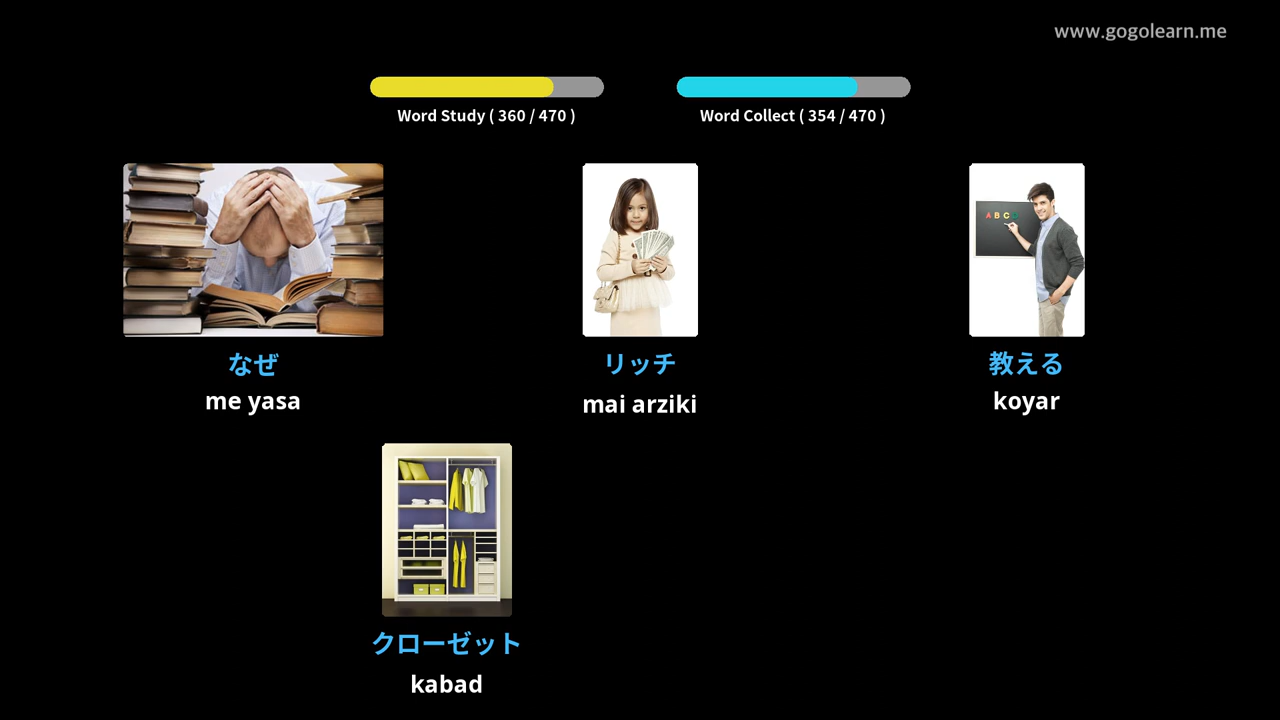 www.gogolearn.me
Word Study ( 360 / 470 )
Word Collect ( 354 / 470 )
A B C D
なぜ
me yasa
リッチ
mai arziki
教える
koyar
クローゼット
kabad